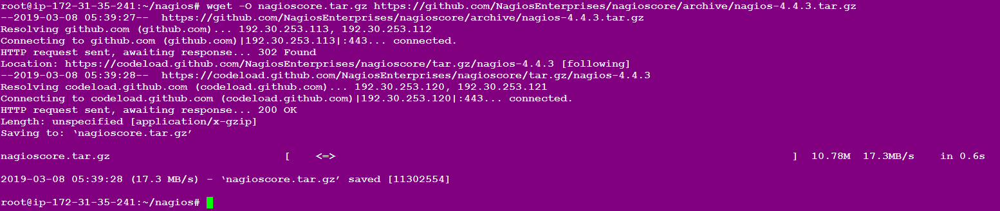 root@ip-172-31-35-241:~/nagios# wget -O nagioscore.tar.gz https://github.com/NagiosEnterprises/nagioscore/archive/nagios-4.4.3.tar.gz
--2019-03-08 05:39:27--  https://github.com/NagiosEnterprises/nagioscore/archive/nagios-4.4.3.tar.gz
Resolving github.com (github.com)... 192.30.253.113, 192.30.253.112
Connecting to github.com (github.com)|192.30.253.113|:443... connected.
HTTP request sent, awaiting response... 302 Found
Location: https://codeload.github.com/NagiosEnterprises/nagioscore/tar.gz/nagios-4.4.3 [following]
--2019-03-08 05:39:28--  https://codeload.github.com/NagiosEnterprises/nagioscore/tar.gz/nagios-4.4.3
Resolving codeload.github.com (codeload.github.com)... 192.30.253.120, 192.30.253.121
Connecting to codeload.github.com (codeload.github.com)|192.30.253.120|:443... connected.
HTTP request sent, awaiting response... 200 OK
Length: unspecified [application/x-gzip]
Saving to: ‘nagioscore.tar.gz’
nagioscore.tar.gz [ <=> ] 10.78M 17.3MB/s in 0.6s
2019-03-08 05:39:28 (17.3 MB/s) - ‘nagioscore.tar.gz’ saved [11302554]
root@ip-172-31-35-241:~/nagios#